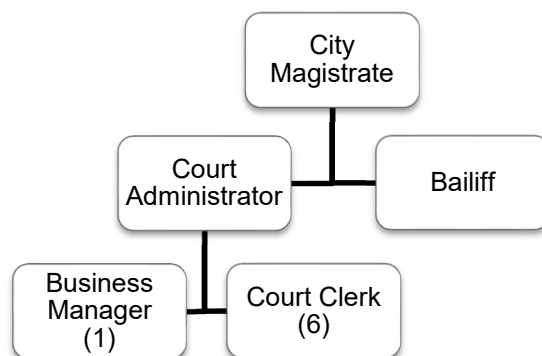 City
Magistrate
Court
Administrator
Bailiff
Business
Manager
(1)
Court Clerk
(6)